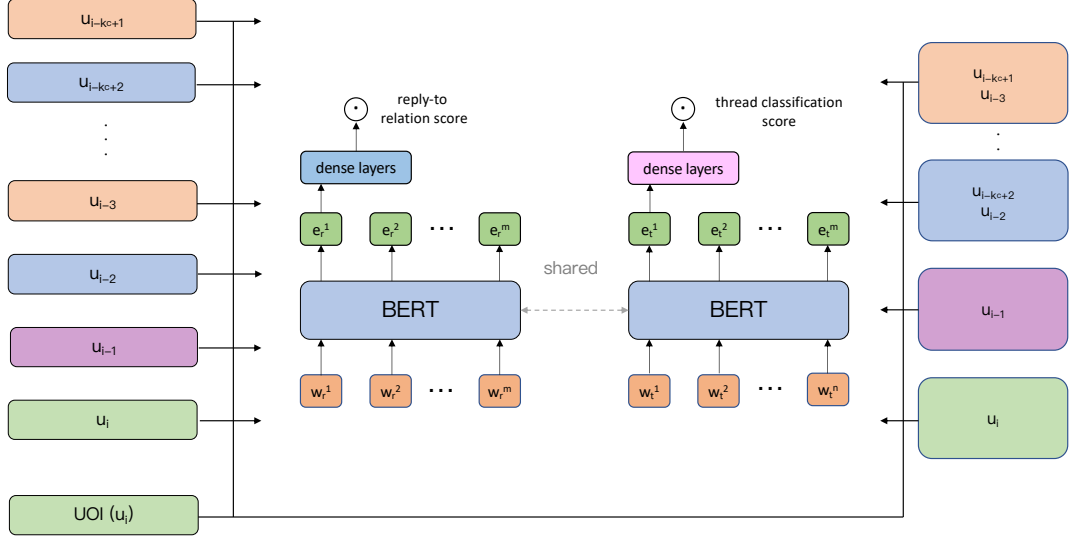 u_{i-kc+1}
u_{i-kc+2}
. . .
u_{i-3}
u_{i-2}
u_{i-1}
u_i
UOI (u_i)
reply-to
relation score
dense layers
e_r^1 e_r^2 ... e_r^m
BERT
w_r^1 w_r^2 ... w_r^m
shared
thread classification
score
dense layers
e_t^1 e_t^2 ... e_t^m
BERT
w_t^1 w_t^2 ... w_t^n
u_{i-kc+1}
u_{i-3}
. .
u_{i-kc+2}
u_{i-2}
u_{i-1}
u_i